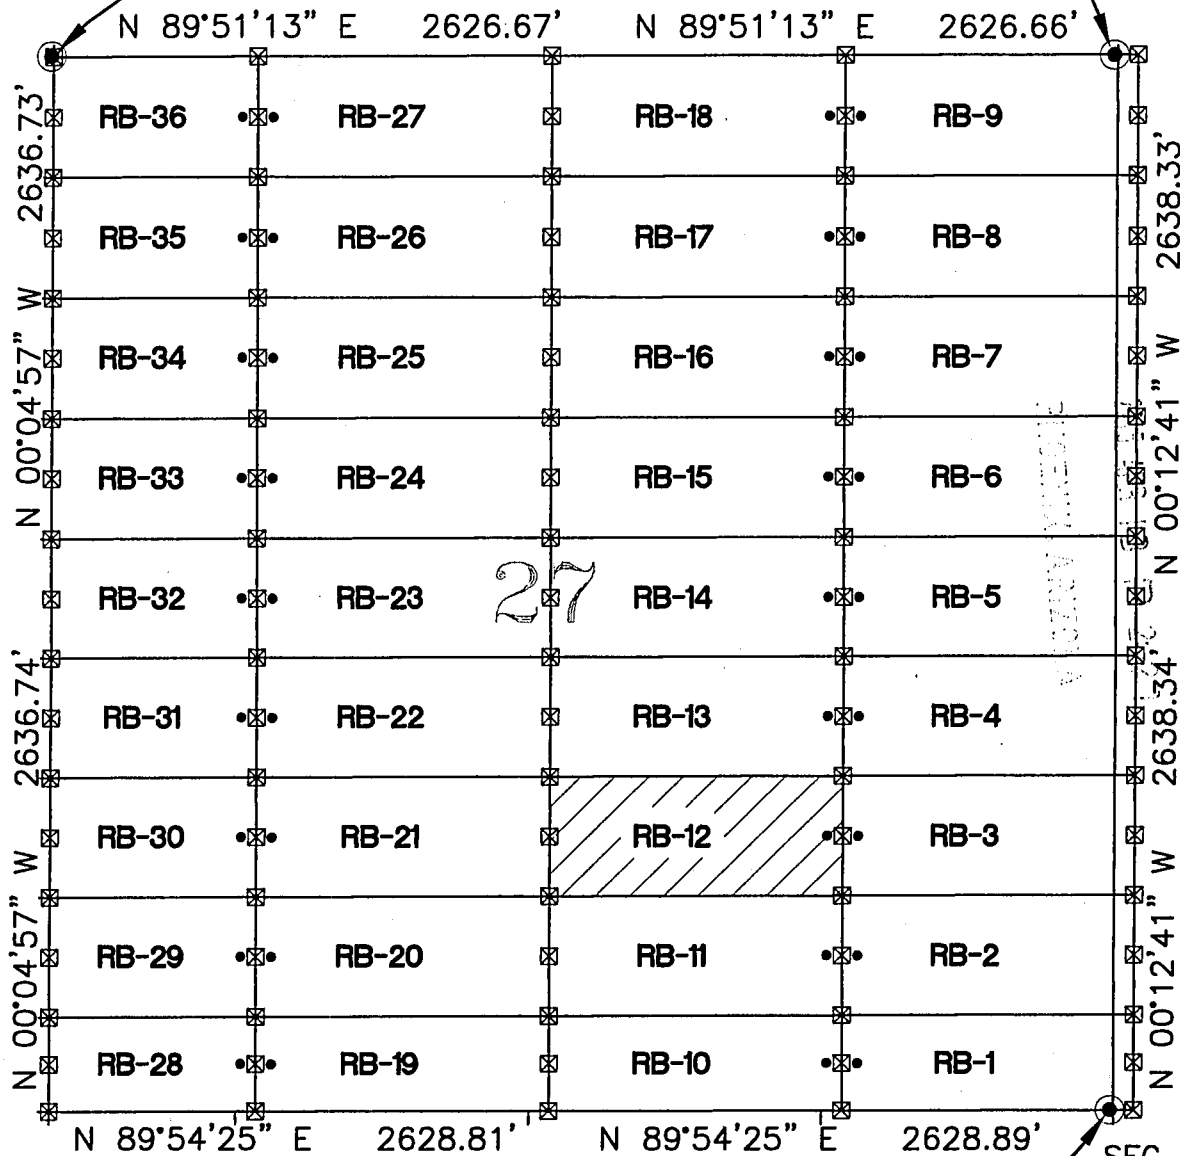 N 89°51'13" E 2626.67' N 89°51'13" E 2626.66'
2636.73'
N 00°04'57" W
2636.74'
N 00°04'57" W
RB-36 RB-27 RB-18 RB-9
RB-35 RB-26 RB-17 RB-8
RB-34 RB-25 RB-16 RB-7
RB-33 RB-24 RB-15 RB-6
27
RB-32 RB-23 RB-14 RB-5
RB-31 RB-22 RB-13 RB-4
RB-30 RB-21 RB-12 RB-3
RB-29 RB-20 RB-11 RB-2
RB-28 RB-19 RB-10 RB-1
2638.33'
N 00°12'41" W
2638.34'
N 00°12'41" W
N 89°54'25" E 2628.81' N 89°54'25" E 2628.89'